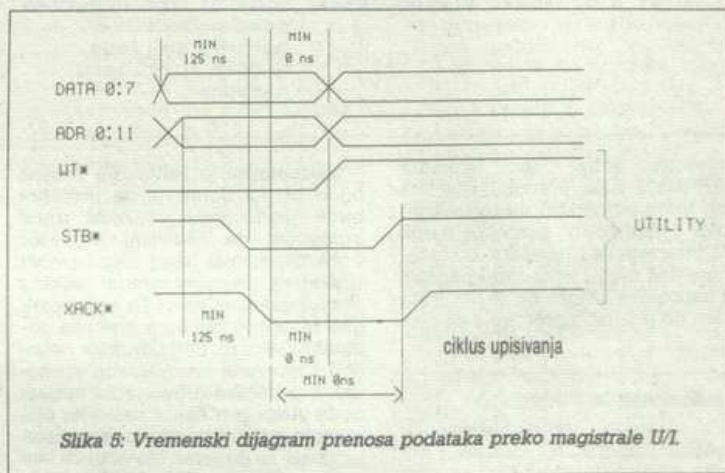 MIN
125 ns
MIN
0 ns
DATA 0:7
ADR 0:11
WT*
STB*
UTILITY
XACK*
MIN
125 ns
MIN
0 ns
ciklus upisivanja
MIN 0ns
Slika 5: Vremenski dijagram prenosa podataka preko magistrale U/I.